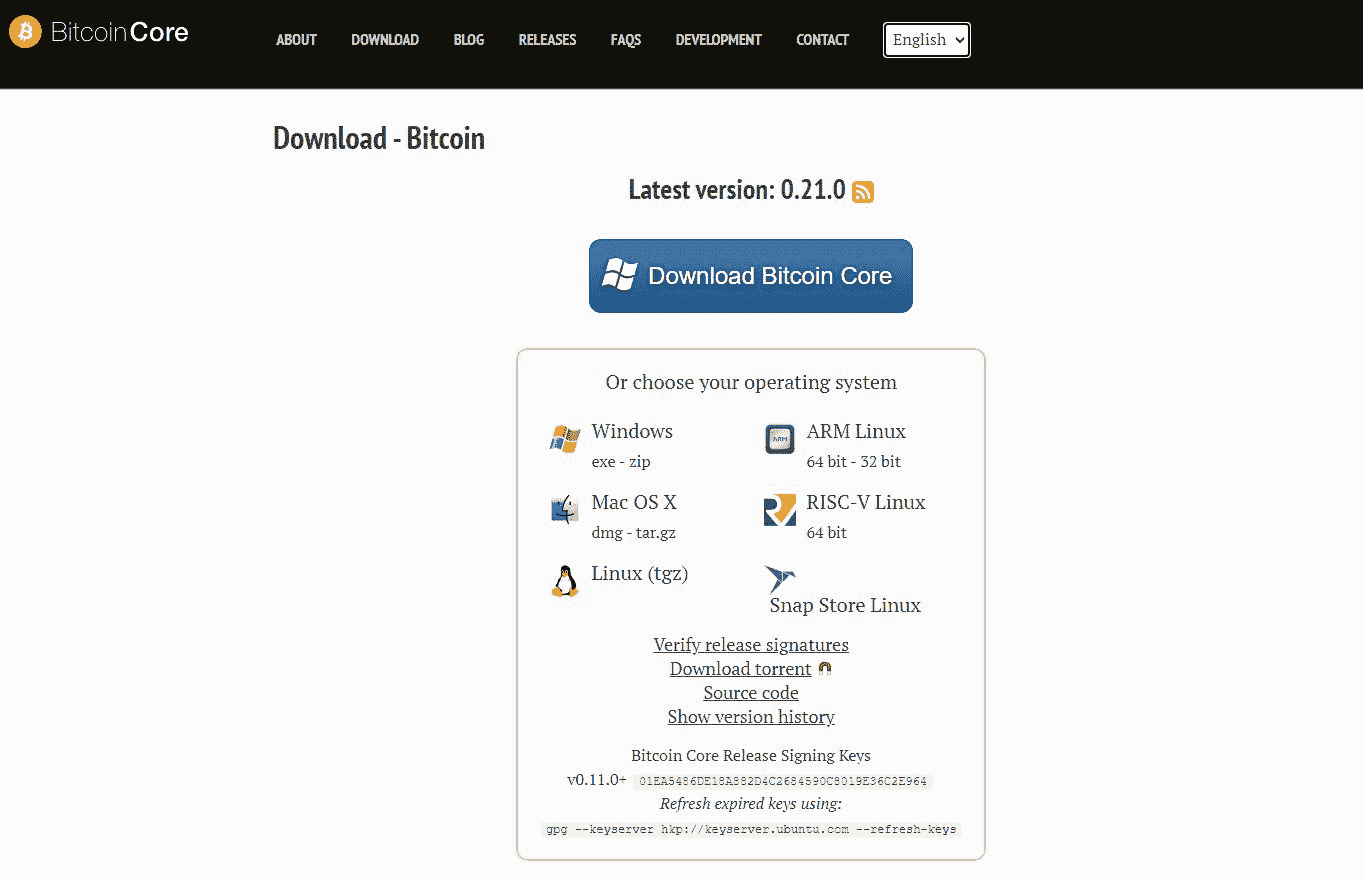 BitcoinCore
ABOUT DOWNLOAD BLOG RELEASES FAQS DEVELOPMENT CONTACT English
Download - Bitcoin
Latest version: 0.21.0
Download Bitcoin Core
Or choose your operating system
Windows
exe - zip
ARM Linux
64 bit - 32 bit
Mac OS X
dmg - tar.gz
RISC-V Linux
64 bit
Linux (tgz)
Snap Store Linux
Verify release signatures
Download torrent
Source code
Show version history
Bitcoin Core Release Signing Keys
v0.11.0+ 01EA5486DE18A882D4C2684590C8019E36C2E964
Refresh expired keys using:
gpg --keyserver hkp://keyserver.ubuntu.com --refresh-keys